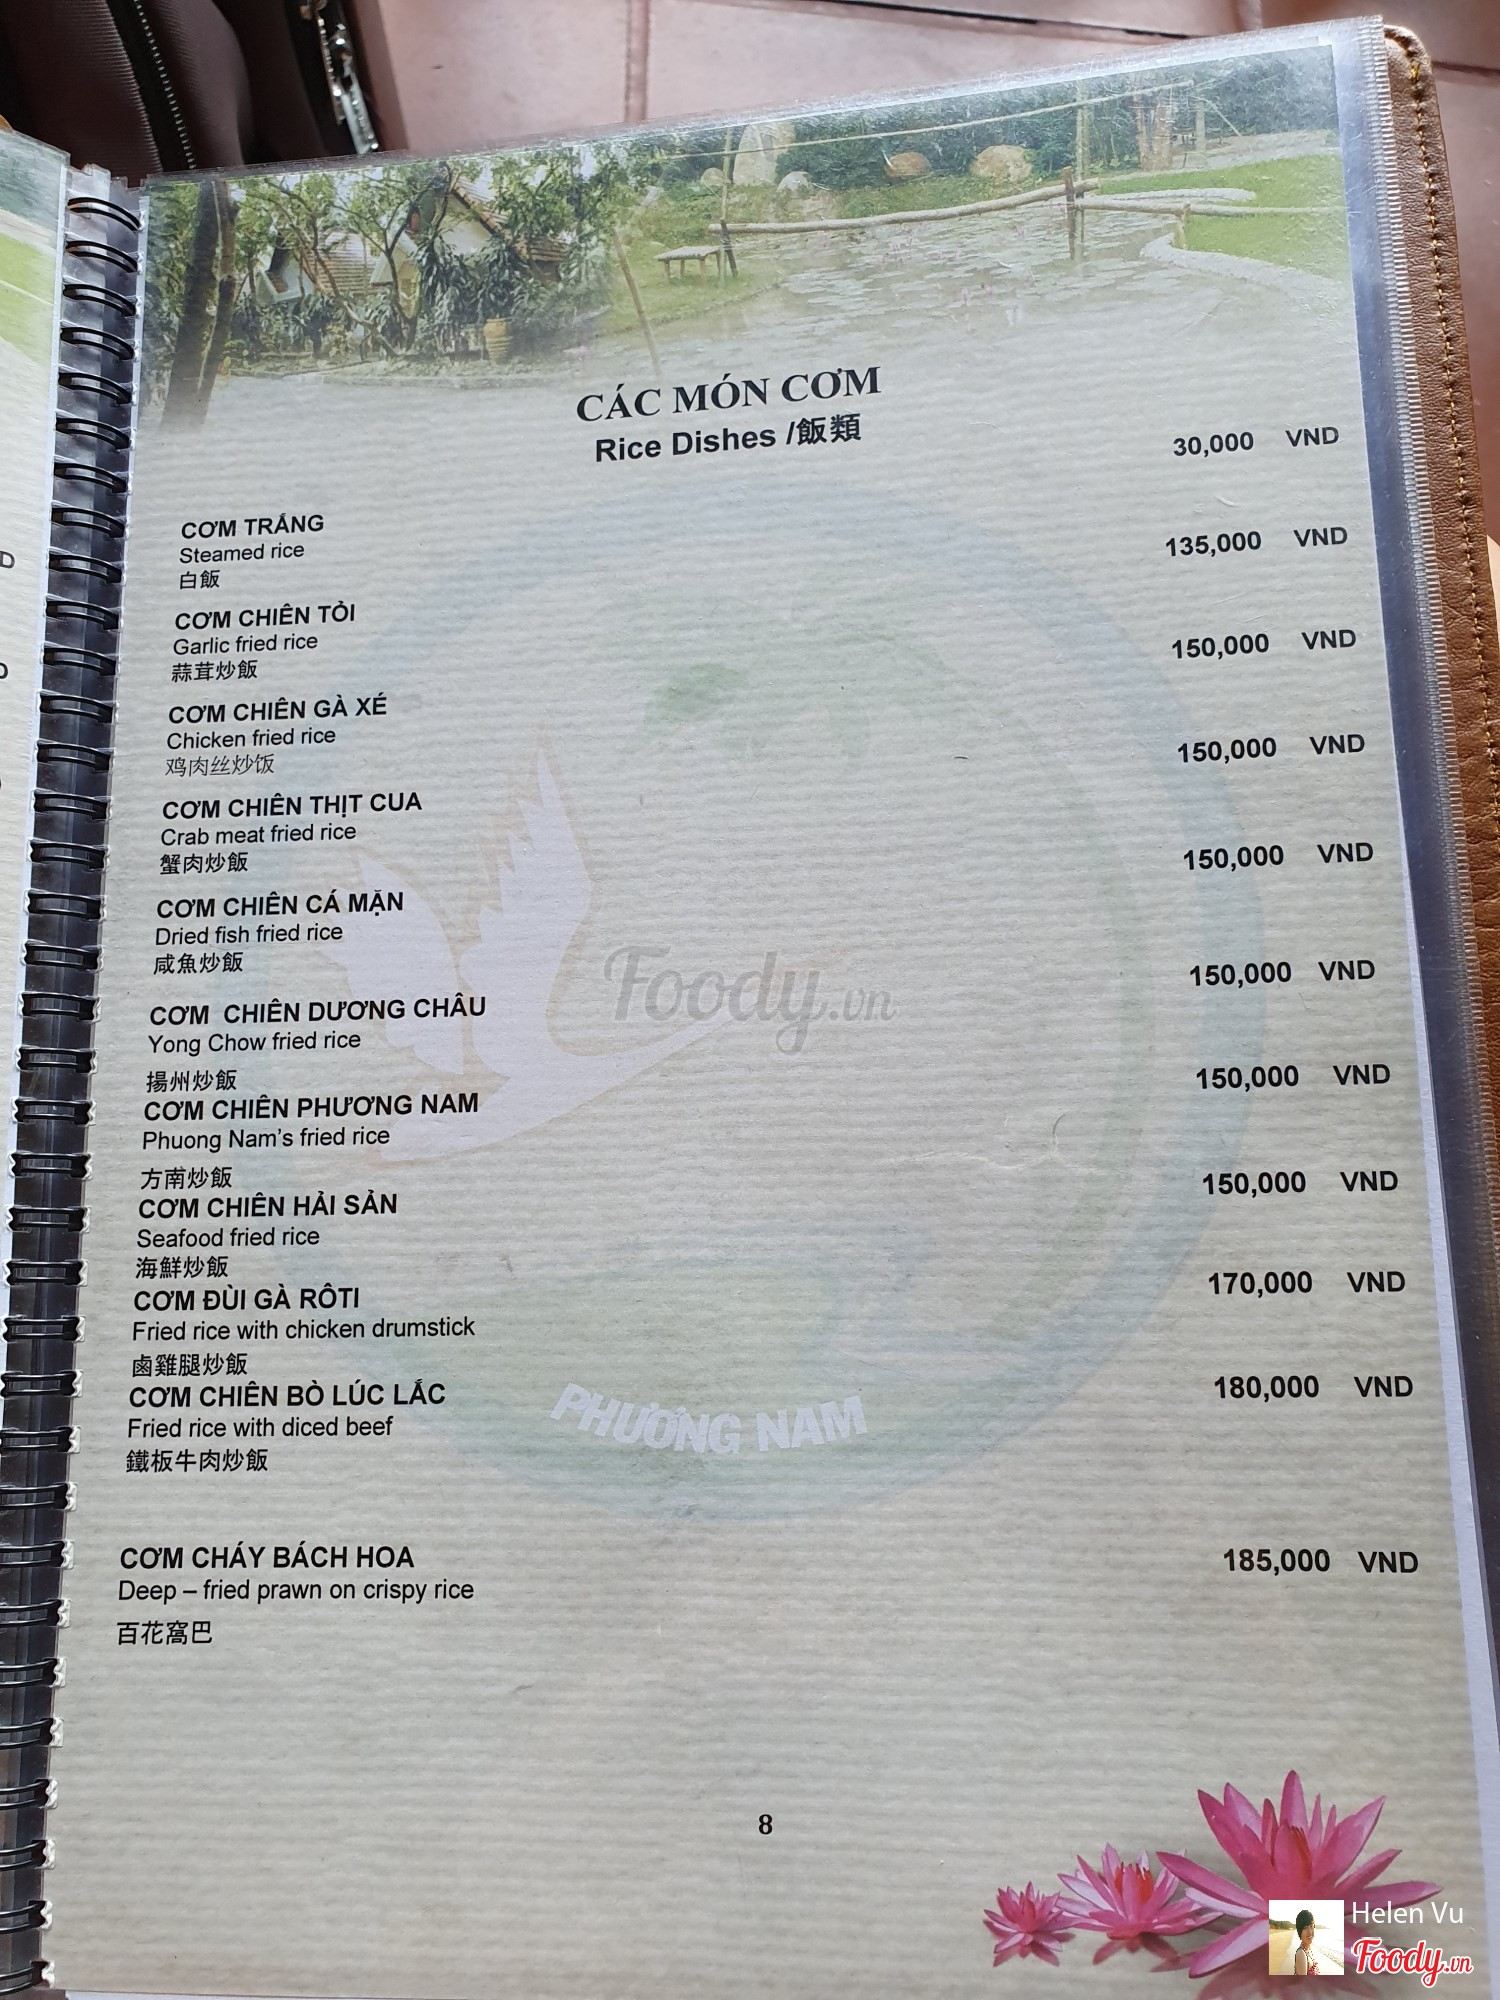 CÁC MÓN CƠM
Rice Dishes /飯類
30,000 VND
CƠM TRẮNG
Steamed rice
白飯
135,000 VND
CƠM CHIÊN TỎI
Garlic fried rice
蒜茸炒飯
150,000 VND
CƠM CHIÊN GÀ XÉ
Chicken fried rice
鸡肉丝炒饭
150,000 VND
CƠM CHIÊN THỊT CUA
Crab meat fried rice
蟹肉炒飯
150,000 VND
CƠM CHIÊN CÁ MẶN
Dried fish fried rice
咸魚炒飯
150,000 VND
CƠM CHIÊN DƯƠNG CHÂU
Yong Chow fried rice
揚州炒飯
150,000 VND
CƠM CHIÊN PHƯƠNG NAM
Phuong Nam's fried rice
方南炒飯
150,000 VND
CƠM CHIÊN HẢI SẢN
Seafood fried rice
海鮮炒飯
170,000 VND
CƠM ĐÙI GÀ RÔTI
Fried rice with chicken drumstick
鹵雞腿炒飯
180,000 VND
CƠM CHIÊN BÒ LÚC LẮC
Fried rice with diced beef
鐵板牛肉炒飯
CƠM CHÁY BÁCH HOA
185,000 VND
Deep – fried prawn on crispy rice
百花窩巴
Foody.vn
PHƯƠNG NAM
8
Helen Vu
Foody.vn